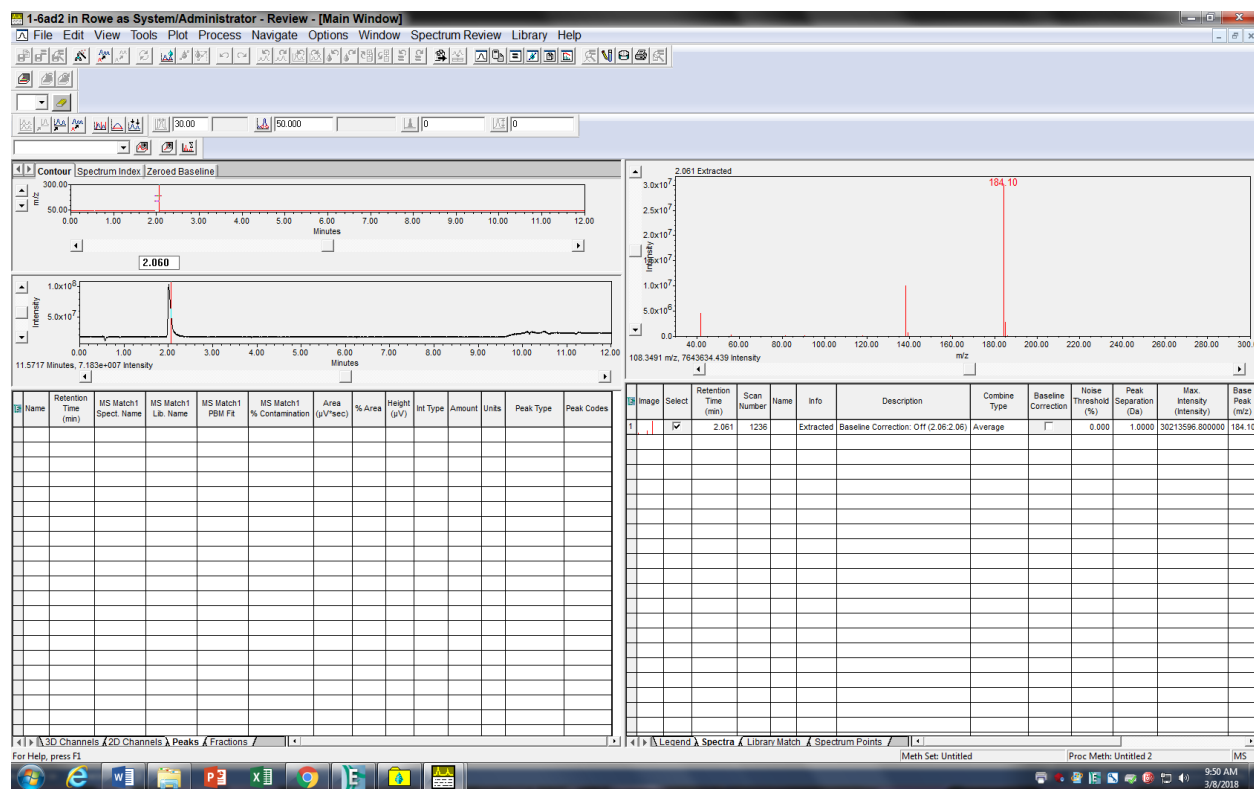 1-6ad2 in Rowe as System/Administrator - Review - [Main Window]
File Edit View Tools Plot Process Navigate Options Window Spectrum Review Library Help
30.00 50.000 0 0
Contour Spectrum Index Zeroed Baseline
300.00
m/z
50.00
0.00 1.00 2.00 3.00 4.00 5.00 6.00 7.00 8.00 9.00 10.00 11.00 12.00
Minutes
2.060
1.0x10^8
Intensity
5.0x10^7
0.00 1.00 2.00 3.00 4.00 5.00 6.00 7.00 8.00 9.00 10.00 11.00 12.00
11.5717 Minutes, 7.183e+007 Intensity
Minutes
2.061 Extracted
184.10
3.0x10^7
2.5x10^7
2.0x10^7
1.5x10^7
Intensity
1.0x10^7
5.0x10^6
0.0
40.00 60.00 80.00 100.00 120.00 140.00 160.00 180.00 200.00 220.00 240.00 260.00 280.00 300.
108.3491 m/z, 7643634.439 Intensity
m/z
Name Retention Time (min) MS Match1 Spect. Name MS Match1 Lib. Name MS Match1 PBM Fit MS Match1 % Contamination Area (µV*sec) % Area Height (µV) Int Type Amount Units Peak Type Peak Codes
Image Select Retention Time (min) Scan Number Name Info Description Combine Type Baseline Correction Noise Threshold (%) Peak Separation (Da) Max. Intensity (Intensity) Base Peak (m/z)
1 2.061 1236 Extracted Baseline Correction: Off (2.06:2.06) Average 0.000 1.0000 30213596.800000 184.10
3D Channels 2D Channels Peaks Fractions
Legend Spectra Library Match Spectrum Points
For Help, press F1
Meth Set: Untitled Proc Meth: Untitled 2 MS
9:50 AM
3/8/2018